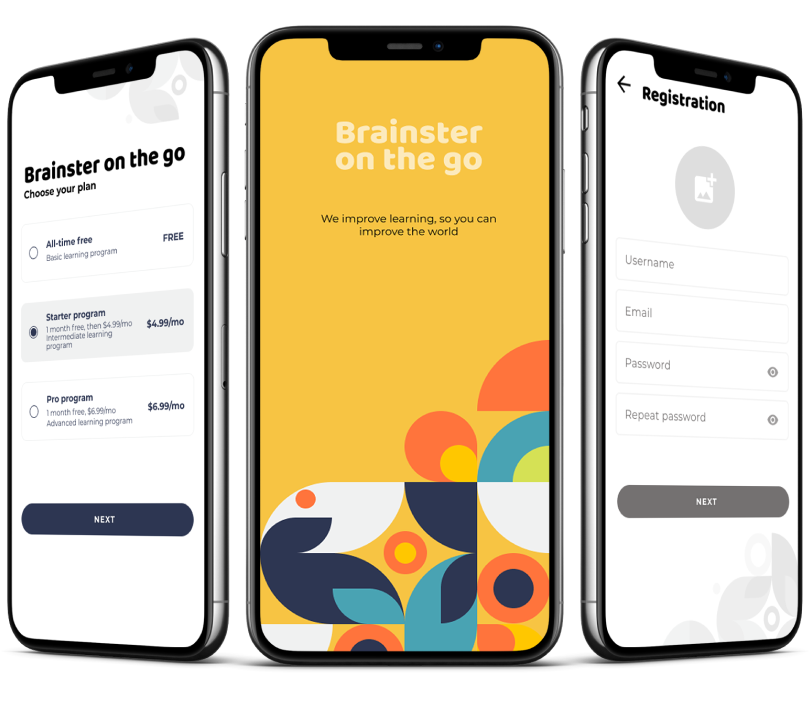 Brainster on the go
Choose your plan
All-time free
Basic learning program
FREE
Starter program
1 month free, then $4.99/mo
Intermediate learning
program
$4.99/mo
Pro program
1 month free, $6.99/mo
Advanced learning program
$6.99/mo
NEXT
Brainster
on the go
We improve learning, so you can
improve the world
Registration
Username
Email
Password
Repeat password
NEXT